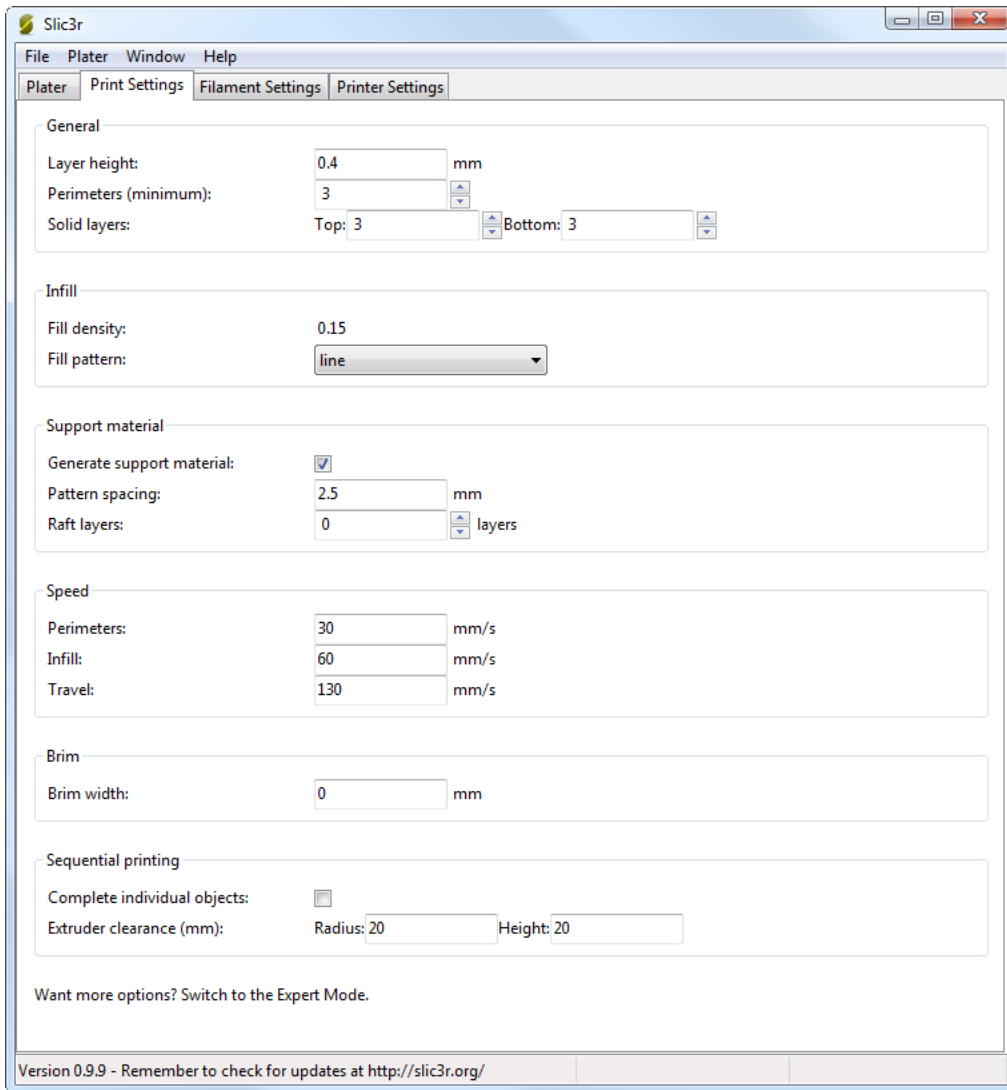 Slic3r
File Plater Window Help
Plater Print Settings Filament Settings Printer Settings
General
Layer height: 0.4 mm
Perimeters (minimum): 3
Solid layers: Top: 3 Bottom: 3
Infill
Fill density: 0.15
Fill pattern: line
Support material
Generate support material:
Pattern spacing: 2.5 mm
Raft layers: 0 layers
Speed
Perimeters: 30 mm/s
Infill: 60 mm/s
Travel: 130 mm/s
Brim
Brim width: 0 mm
Sequential printing
Complete individual objects:
Extruder clearance (mm): Radius: 20 Height: 20
Want more options? Switch to the Expert Mode.
Version 0.9.9 - Remember to check for updates at http://slic3r.org/